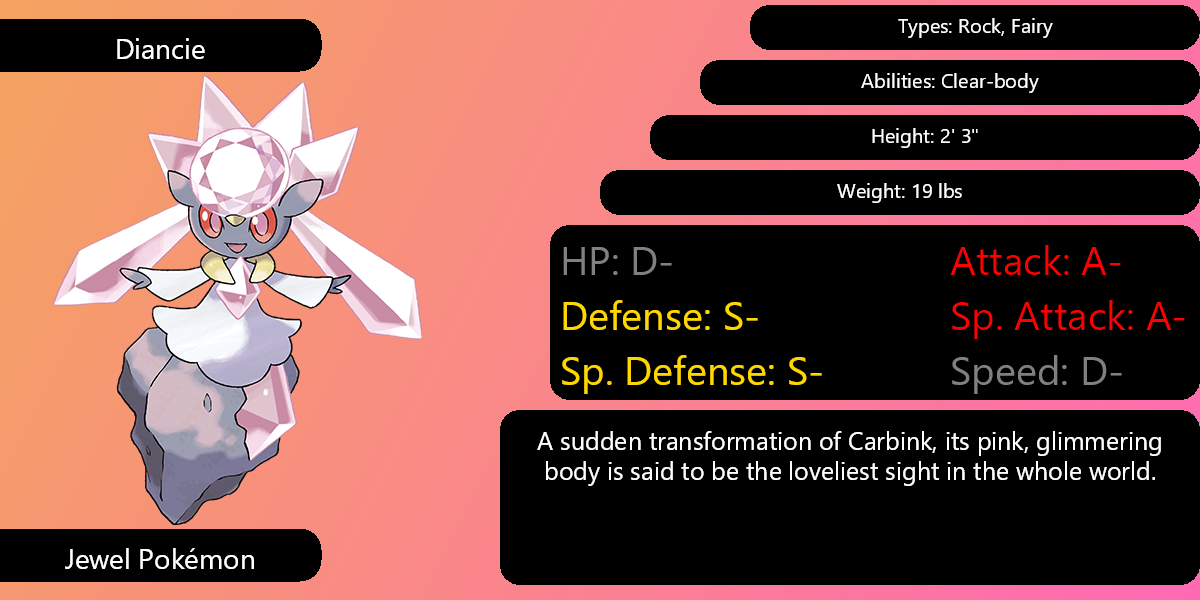 Diancie
Jewel Pokémon
Types: Rock, Fairy
Abilities: Clear-body
Height: 2' 3"
Weight: 19 lbs
HP: D-
Attack: A-
Defense: S-
Sp. Attack: A-
Sp. Defense: S-
Speed: D-
A sudden transformation of Carbink, its pink, glimmering
body is said to be the loveliest sight in the whole world.